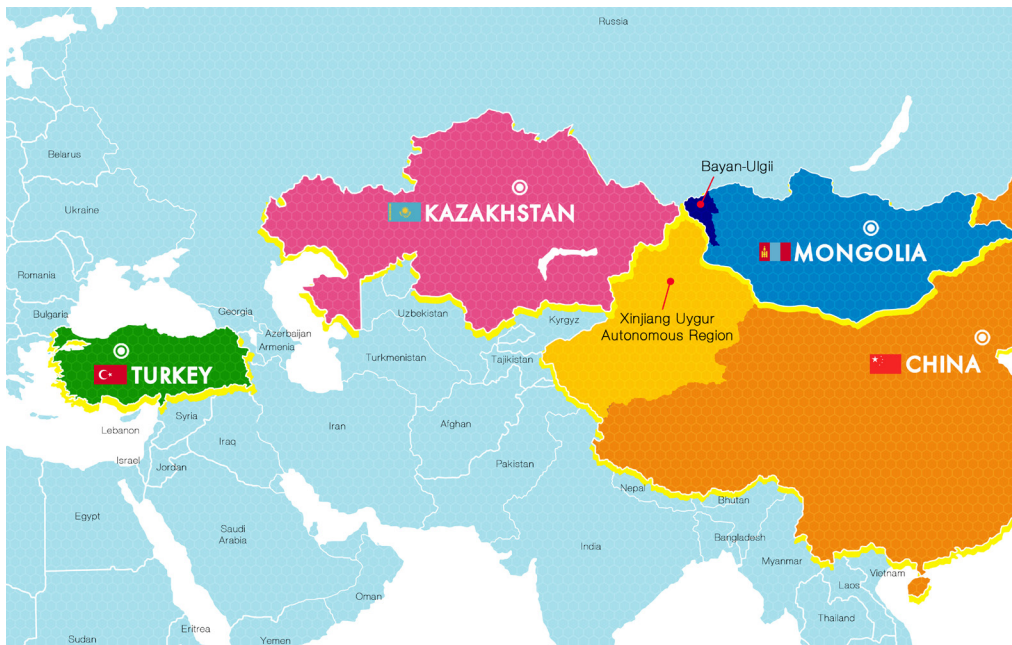 Russia
Belarus
Bayan-Ulgii
Ukraine
KAZAKHSTAN
MONGOLIA
Romania
Bulgaria
Georgia
Uzbekistan
Kyrgyz
Xinjiang Uygur
Autonomous Region
Azerbaijan
Armenia
Turkmenistan
Tajikistan
TURKEY
CHINA
Syria
Lebanon
Iraq
Iran
Afghan
Pakistan
Israel
Jordan
Nepal
Bhutan
Egypt
Saudi
Arabia
India
Bangladesh
Myanmar
Vietnam
Laos
Oman
Thailand
Eritrea
Sudan
Yemen